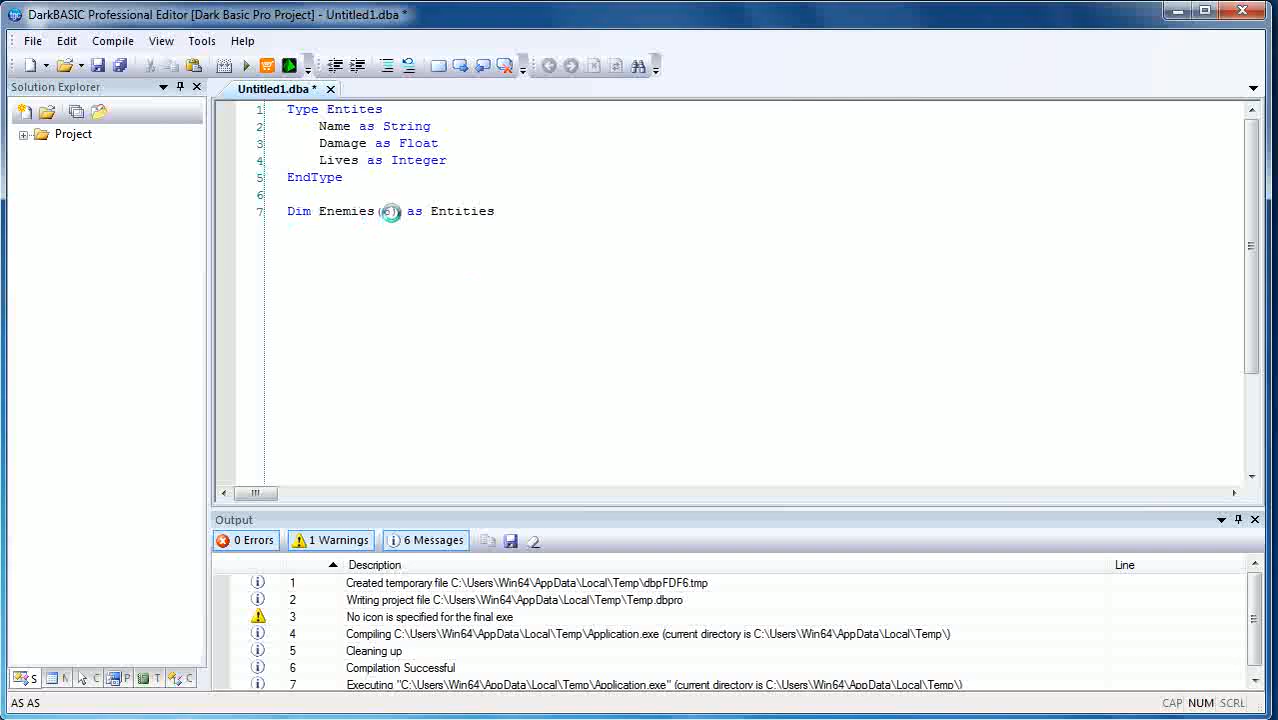 DarkBASIC Professional Editor [Dark Basic Pro Project] - Untitled1.dba *
File Edit Compile View Tools Help
Solution Explorer
Untitled1.dba *
Project
1 Type Entites
2 Name as String
3 Damage as Float
4 Lives as Integer
5 EndType
6
7 Dim Enemies(6) as Entities
Output
0 Errors 1 Warnings 6 Messages
Description Line
1 Created temporary file C:\Users\Win64\AppData\Local\Temp\dbpFDF6.tmp
2 Writing project file C:\Users\Win64\AppData\Local\Temp\Temp.dbpro
3 No icon is specified for the final exe
4 Compiling C:\Users\Win64\AppData\Local\Temp\Application.exe (current directory is C:\Users\Win64\AppData\Local\Temp\)
5 Cleaning up
6 Compilation Successful
7 Executing "C:\Users\Win64\AppData\Local\Temp\Application.exe" (current directory is C:\Users\Win64\AppData\Local\Temp\)
S C P T C
AS AS
CAP NUM SCRL